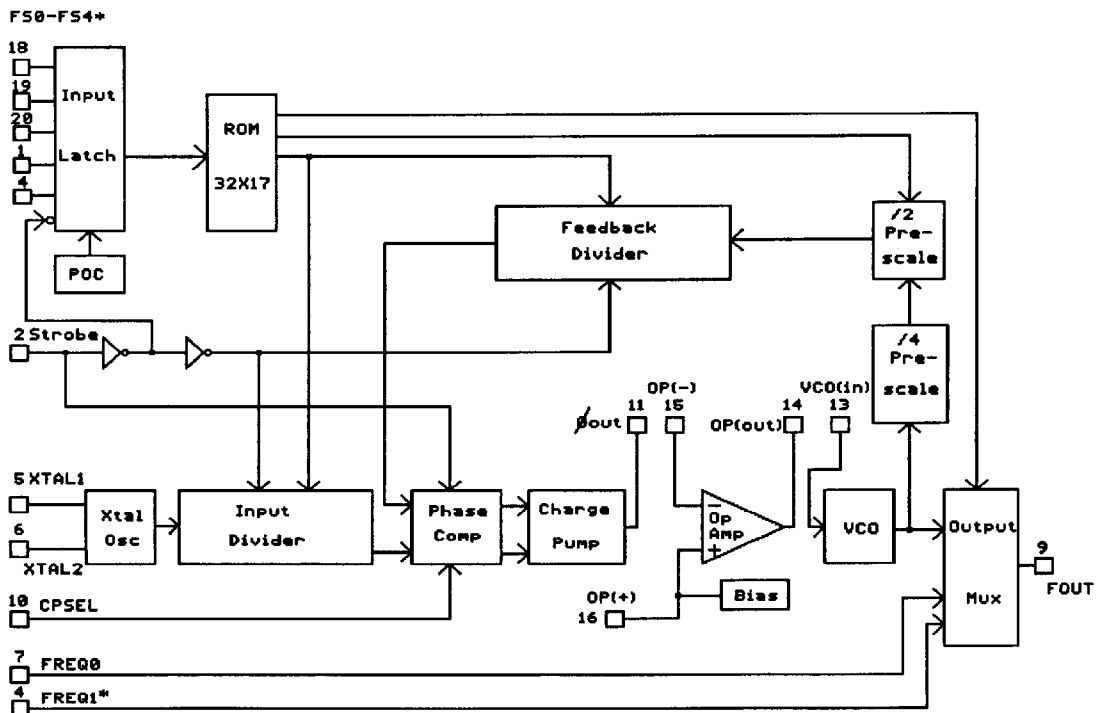 FS0-FS4*
18
19
20
1
4
Input
Latch
POC
ROM
32X17
Feedback
Divider
/2
Pre-
scale
/4
Pre-
scale
2 Strobe
OP(-)
VCO(in)
11
15
14
13
Øout
OP(out)
5 XTAL1
6
XTAL2
Xtal
Osc
Input
Divider
Phase
Comp
Charge
Pump
-
Op
Amp
+
VCO
Output
Mux
9
FOUT
10 CPSEL
OP(+)
16
Bias
7
FREQ0
4
FREQ1*